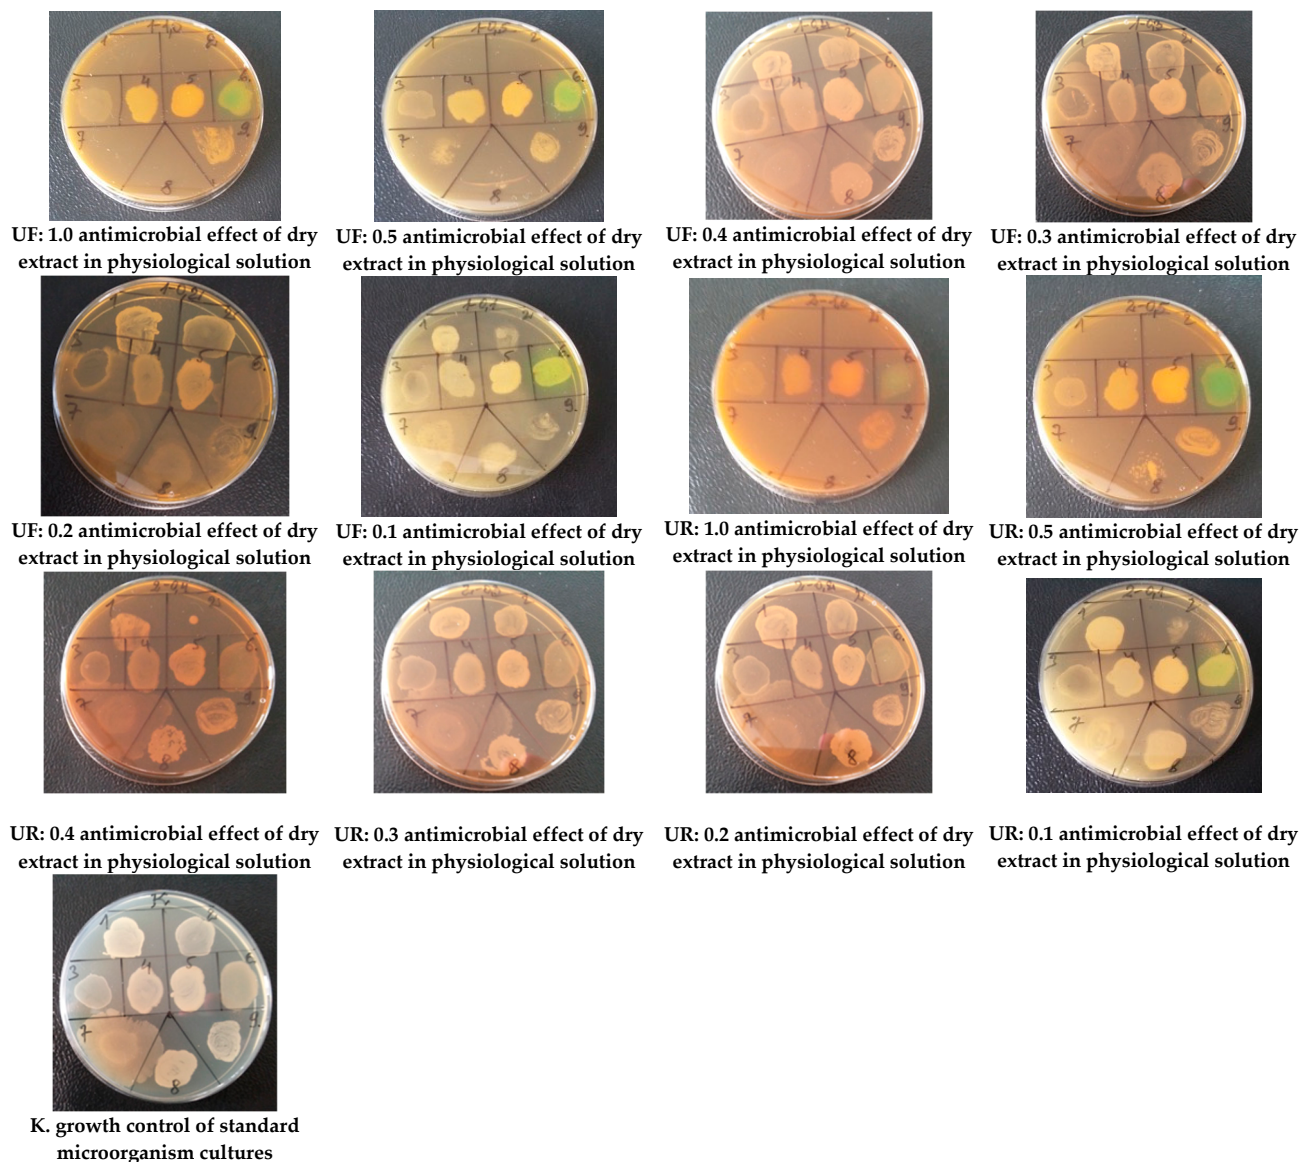 UF: 1.0 antimicrobial effect of dry
extract in physiological solution
UF: 0.5 antimicrobial effect of dry
extract in physiological solution
UF: 0.4 antimicrobial effect of dry
extract in physiological solution
UF: 0.3 antimicrobial effect of dry
extract in physiological solution
UF: 0.2 antimicrobial effect of dry
extract in physiological solution
UF: 0.1 antimicrobial effect of dry
extract in physiological solution
UR: 1.0 antimicrobial effect of dry
extract in physiological solution
UR: 0.5 antimicrobial effect of dry
extract in physiological solution
UR: 0.4 antimicrobial effect of dry
extract in physiological solution
UR: 0.3 antimicrobial effect of dry
extract in physiological solution
UR: 0.2 antimicrobial effect of dry
extract in physiological solution
UR: 0.1 antimicrobial effect of dry
extract in physiological solution
K. growth control of standard
microorganism cultures